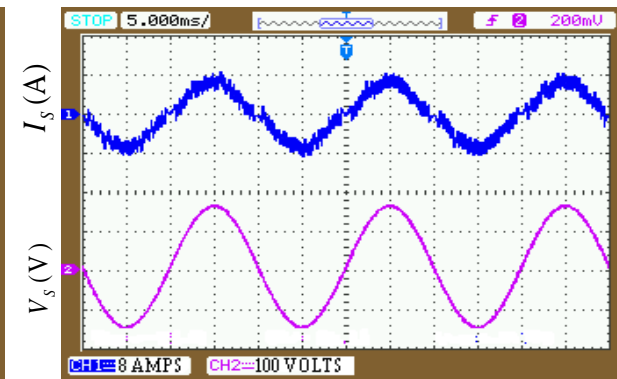 STOP 5.000ms/ T f 2 200mV
T
I_S (A)
1
V_S (V)
2
CH1 8 AMPS CH2 100 VOLTS